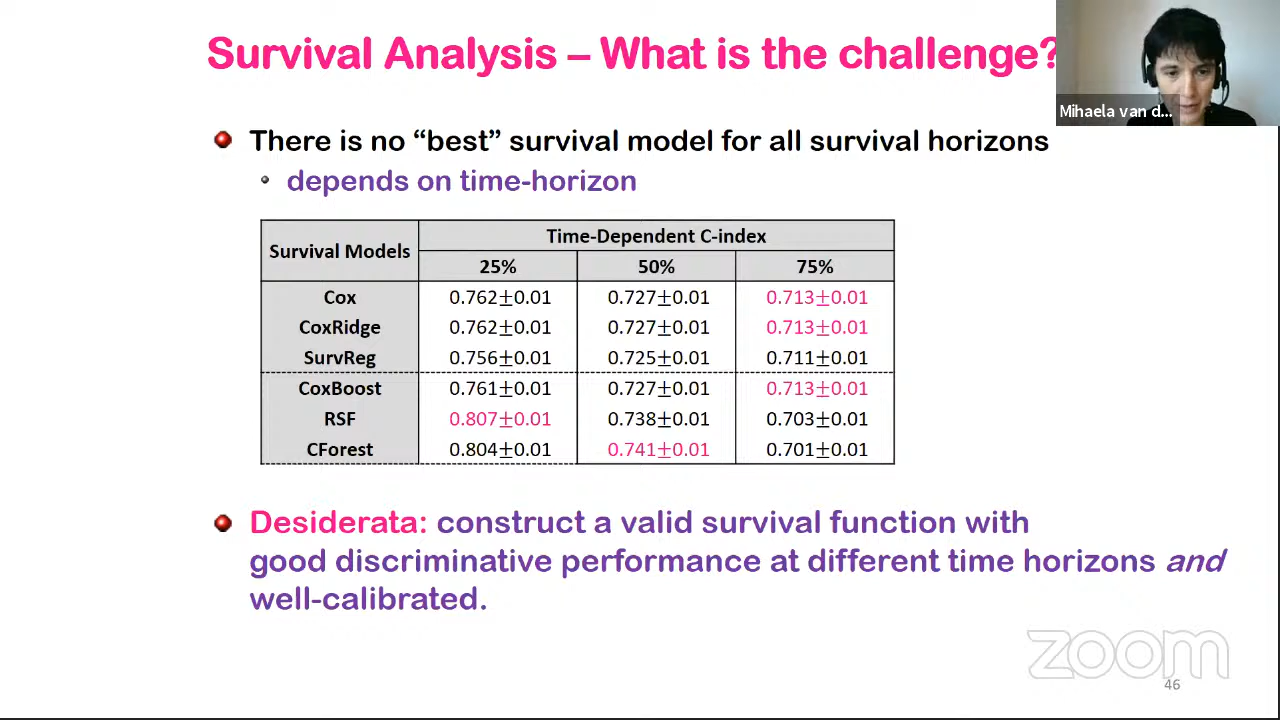 Survival Analysis – What is the challenge?
Mihaela van d...
There is no “best” survival model for all survival horizons
depends on time-horizon
Survival Models
Time-Dependent C-index
25% 50% 75%
Cox 0.762±0.01 0.727±0.01 0.713±0.01
CoxRidge 0.762±0.01 0.727±0.01 0.713±0.01
SurvReg 0.756±0.01 0.725±0.01 0.711±0.01
CoxBoost 0.761±0.01 0.727±0.01 0.713±0.01
RSF 0.807±0.01 0.738±0.01 0.703±0.01
CForest 0.804±0.01 0.741±0.01 0.701±0.01
Desiderata: construct a valid survival function with
good discriminative performance at different time horizons and
well-calibrated.
zoom
46